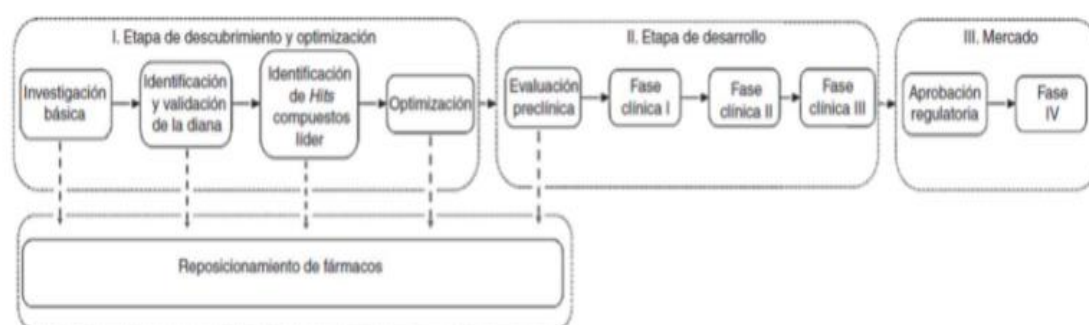 I. Etapa de descubrimiento y optimización
Investigación
básica
Identificación
y validación
de la diana
Identificación
de Hits
compuestos
líder
Optimización
II. Etapa de desarrollo
Evaluación
preclínica
Fase
clínica I
Fase
clínica II
Fase
clínica III
III. Mercado
Aprobación
regulatoria
Fase
IV
Reposicionamiento de fármacos